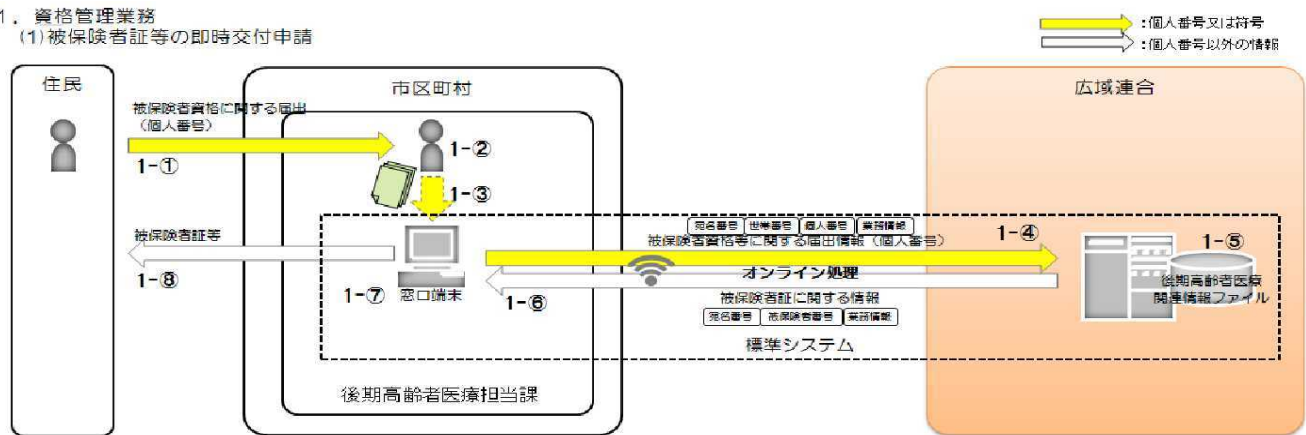 1．資格管理業務
(1)被保険者証等の即時交付申請
：個人番号又は符号
：個人番号以外の情報
住民
市区町村
広域連合
被保険者資格に関する届出
（個人番号）
1-①
1-②
1-③
宛名番号 世帯番号 個人番号 業務情報
被保険者資格等に関する届出情報（個人番号）
1-④
1-⑤
被保険者証等
オンライン処理
後期高齢者医療
関連情報ファイル
1-⑧
1-⑦
窓口端末
1-⑥
被保険者証に関する情報
宛名番号 被保険者番号 業務情報
標準システム
後期高齢者医療担当課